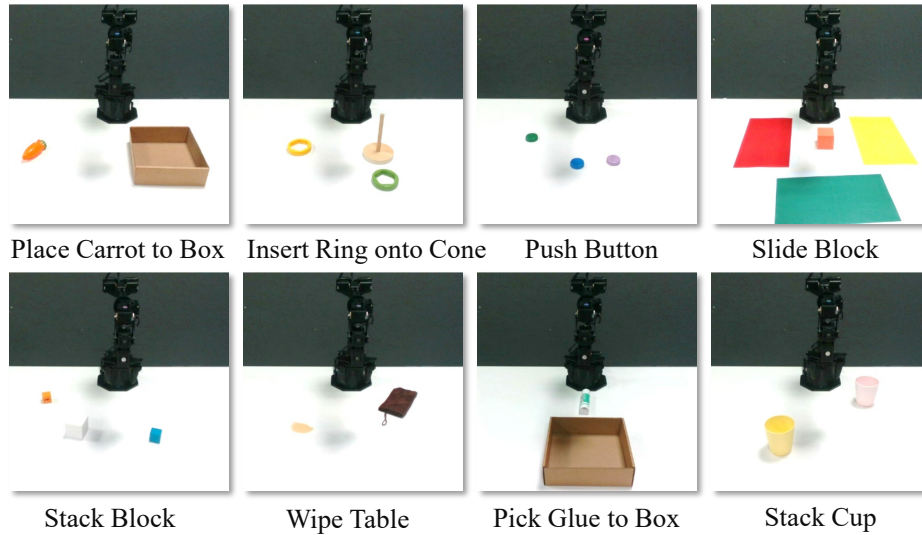 Place Carrot to Box
Insert Ring onto Cone
Push Button
Slide Block
Stack Block
Wipe Table
Pick Glue to Box
Stack Cup